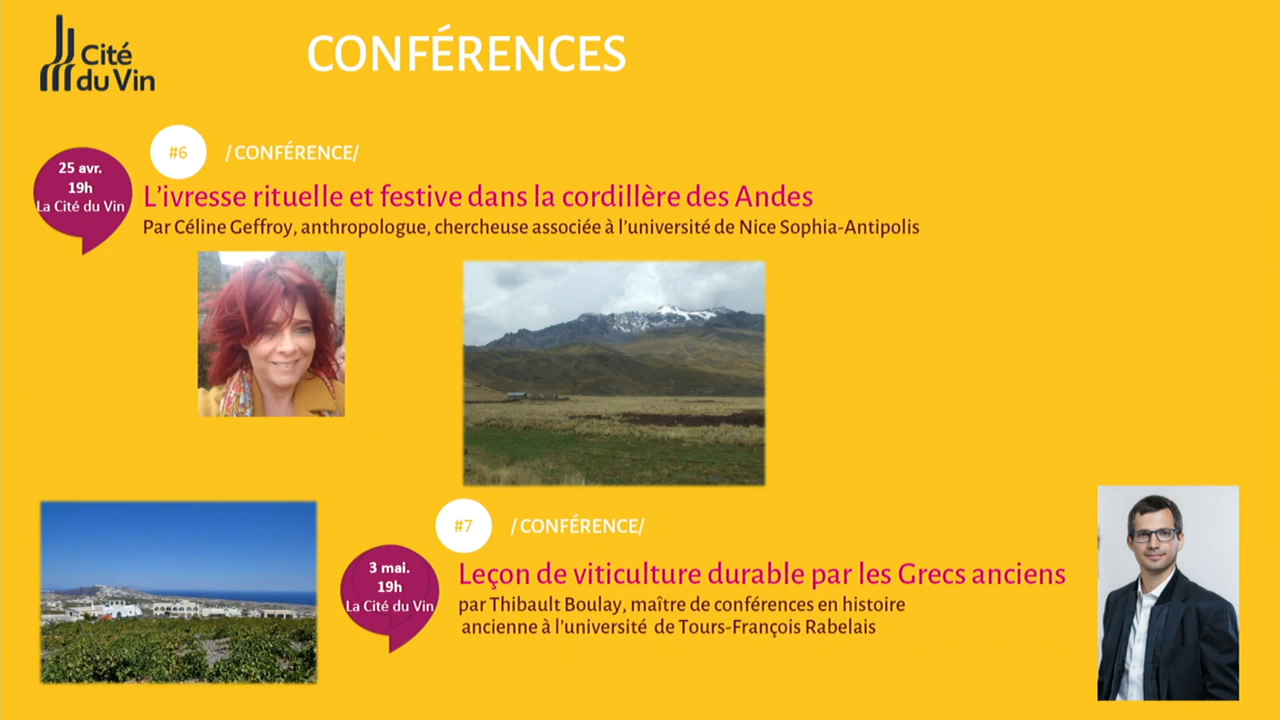 Cité
du Vin
CONFÉRENCES
25 avr.
19h
La Cité du Vin
#6
/ CONFÉRENCE/
L'ivresse rituelle et festive dans la cordillère des Andes
Par Céline Geffroy, anthropologue, chercheuse associée à l'université de Nice Sophia-Antipolis
#7
/ CONFÉRENCE/
3 mai.
19h
La Cité du Vin
Leçon de viticulture durable par les Grecs anciens
par Thibault Boulay, maître de conférences en histoire
ancienne à l'université de Tours-François Rabelais